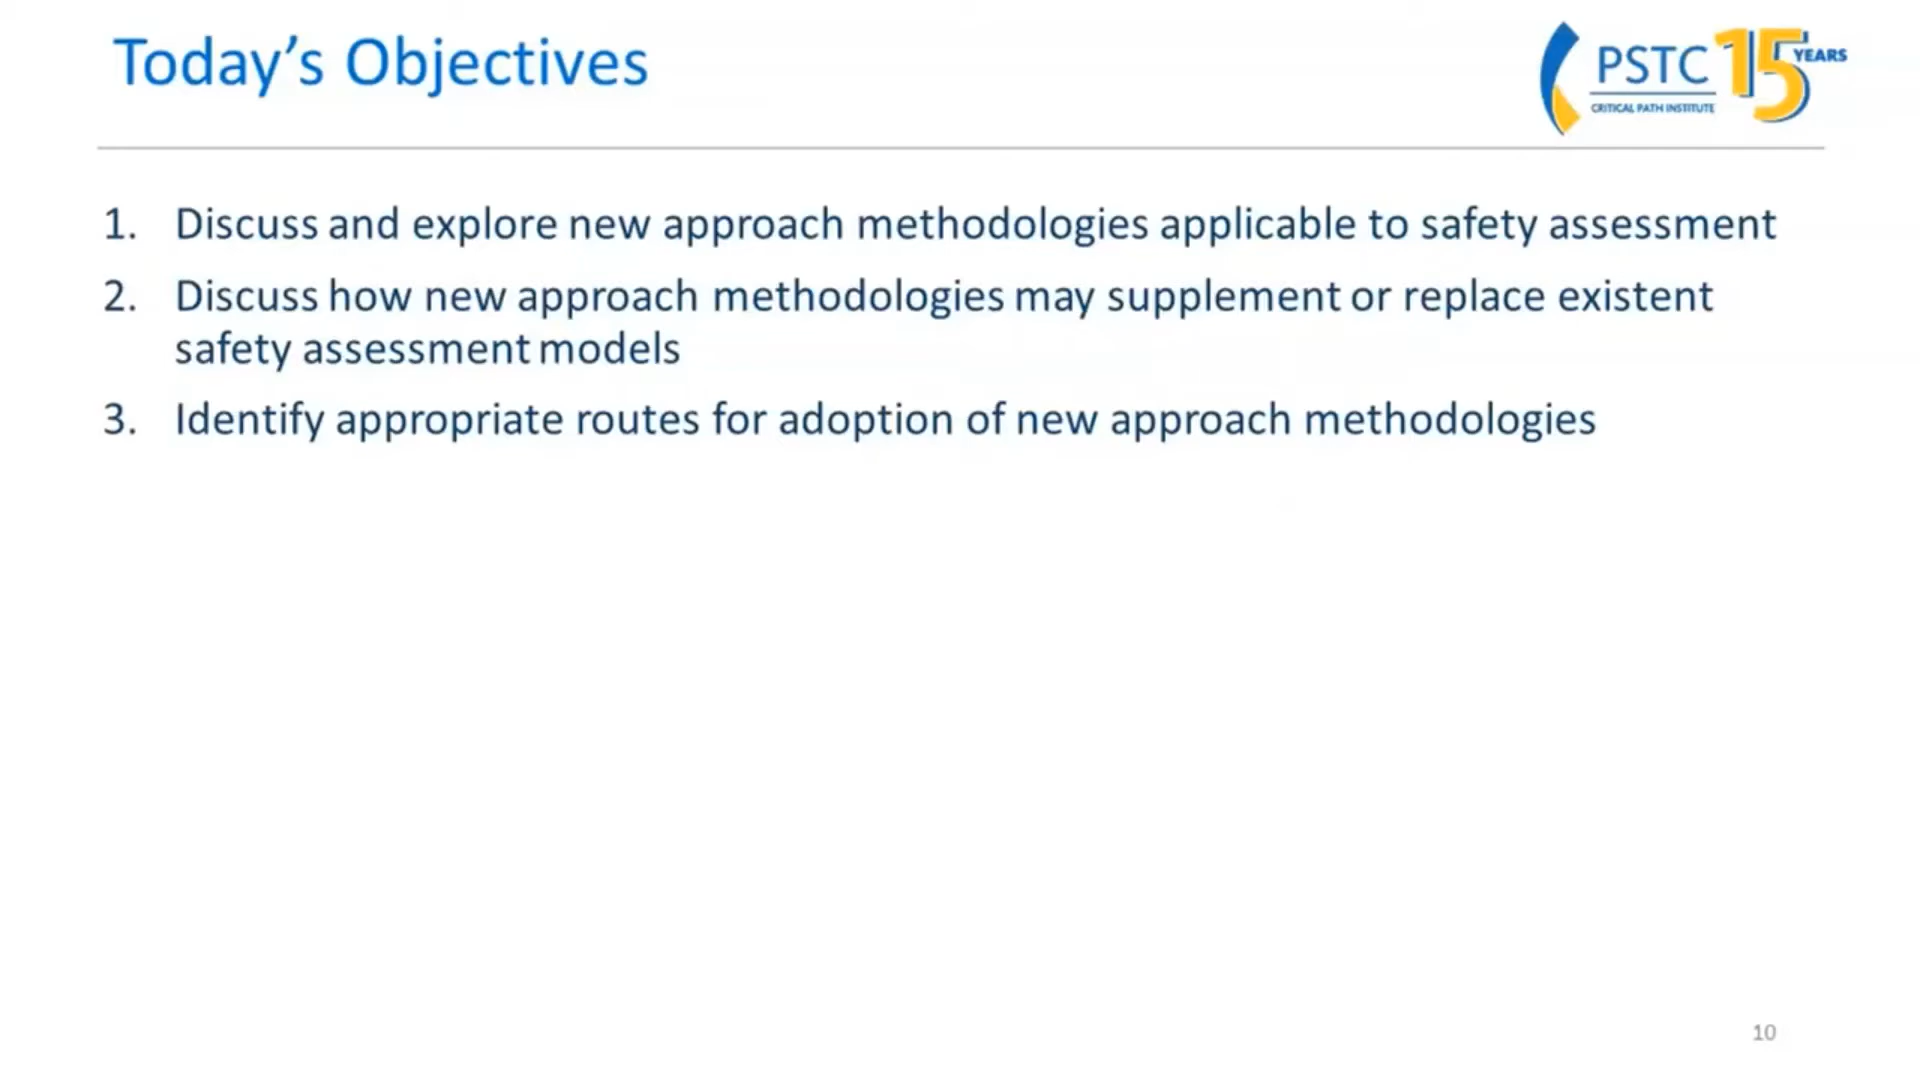 Today’s Objectives
PSTC 15 YEARS
CRITICAL PATH INSTITUTE
1. Discuss and explore new approach methodologies applicable to safety assessment
2. Discuss how new approach methodologies may supplement or replace existent
safety assessment models
3. Identify appropriate routes for adoption of new approach methodologies
10